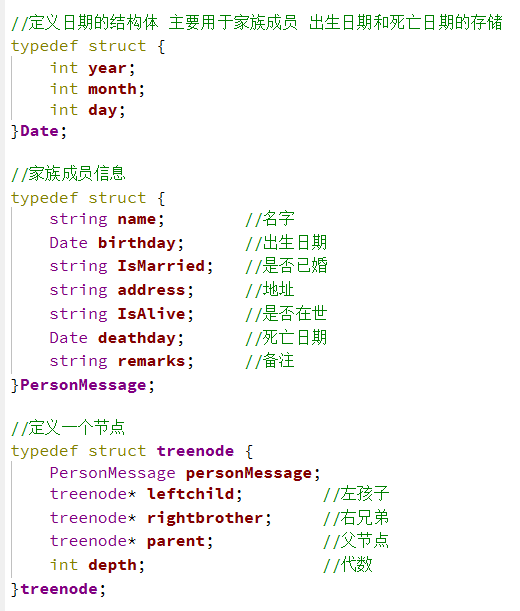 //定义日期的结构体 主要用于家族成员 出生日期和死亡日期的存储
typedef struct {
    int year;
    int month;
    int day;
}Date;

//家族成员信息
typedef struct {
    string name;        //名字
    Date birthday;      //出生日期
    string IsMarried;   //是否已婚
    string address;     //地址
    string IsAlive;     //是否在世
    Date deathday;      //死亡日期
    string remarks;     //备注
}PersonMessage;

//定义一个节点
typedef struct treenode {
    PersonMessage personMessage;
    treenode* leftchild;        //左孩子
    treenode* rightbrother;     //右兄弟
    treenode* parent;           //父节点
    int depth;                  //代数
}treenode;